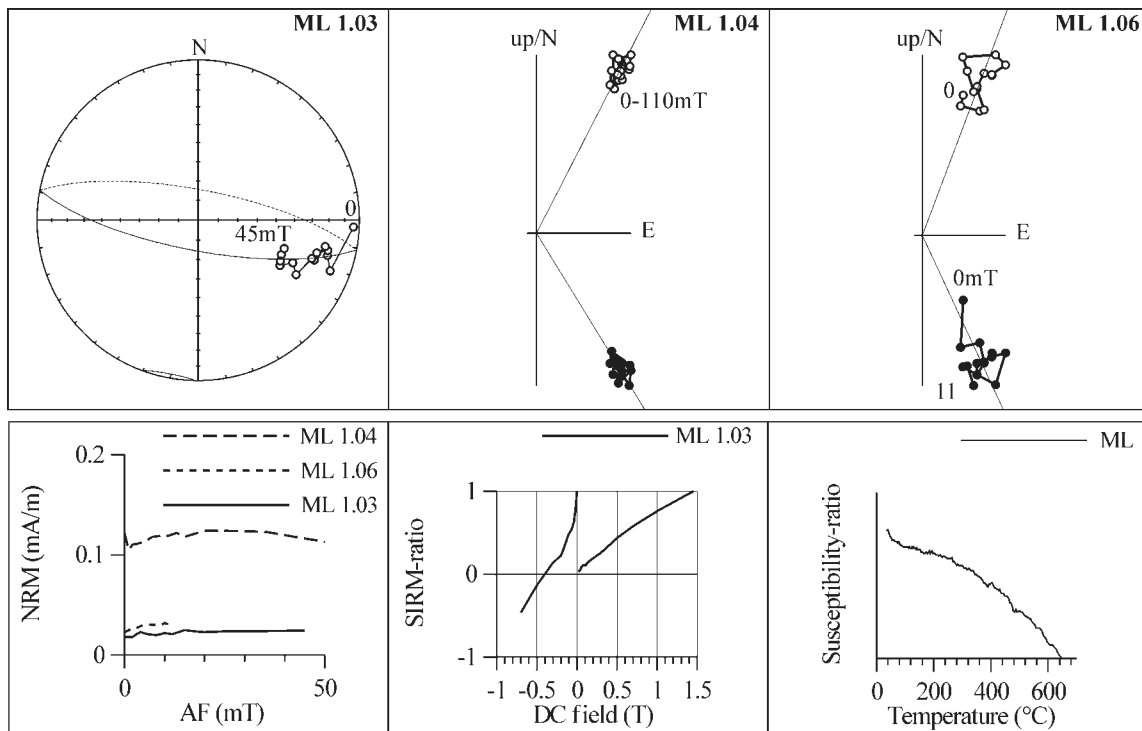 ML 1.03
N
0
45mT
ML 1.04
up/N
0-110mT
E
ML 1.06
up/N
0
E
0mT
11
ML 1.04
ML 1.06
ML 1.03
NRM (mA/m)
0.2
0.1
0
0
50
AF (mT)
ML 1.03
SIRM-ratio
1
0
-1
-1 -0.5 0 0.5 1 1.5
DC field (T)
ML
Susceptibility-ratio
0 200 400 600
Temperature (°C)